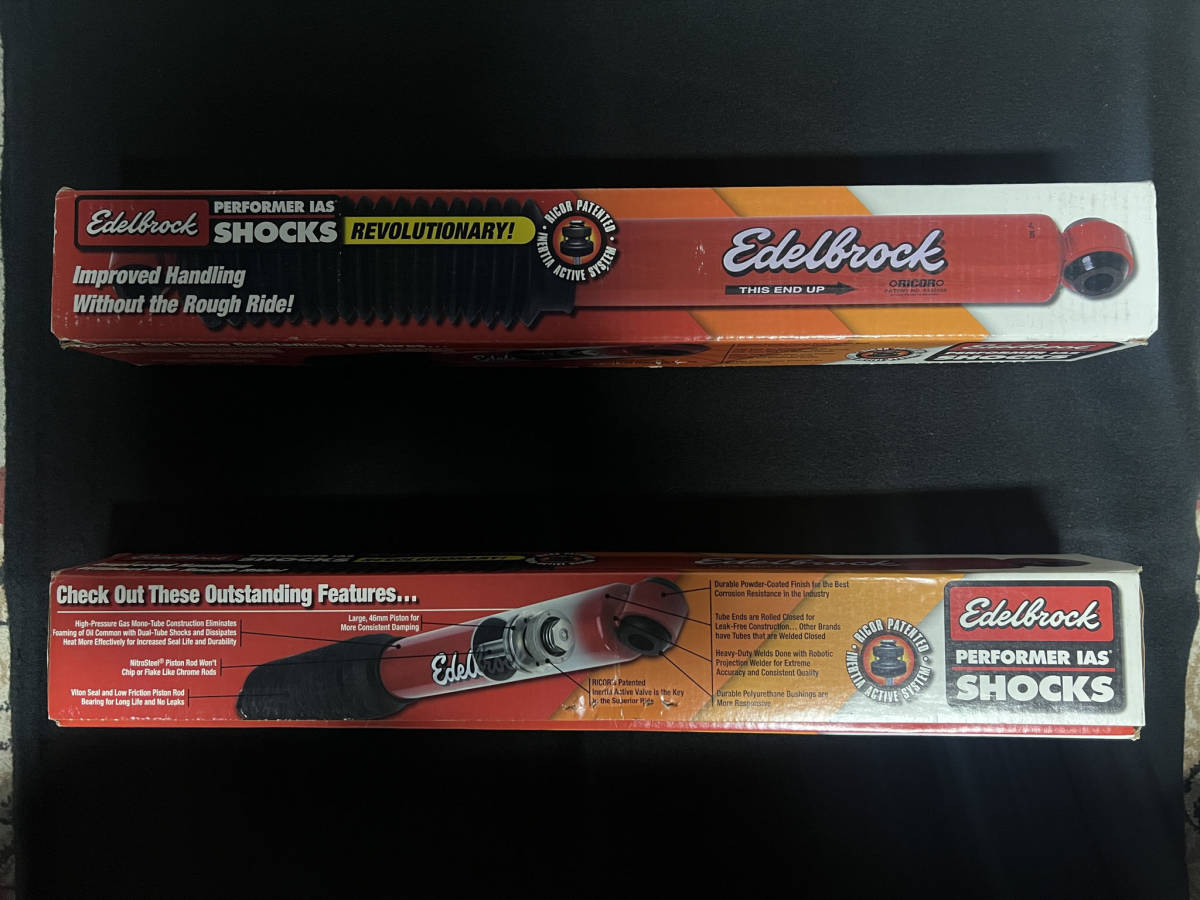 Edelbrock
PERFORMER IAS
SHOCKS
REVOLUTIONARY!
Improved Handling
Without the Rough Ride!
RICOR PATENTED
INERTIA ACTIVE SYSTEM
Edelbrock
THIS END UP
RICOR
Edelbrock
SHOCKS
PERFORMER IAS
Check Out These Outstanding Features...
High-Pressure Gas Mono-Tube Construction Eliminates
Foaming of Oil Common with Dual-Tube Shocks and Dissipates
Heat More Effectively for Increased Seal Life and Durability
NitroSteel® Piston Rod Won't
Chip or Flake Like Chrome Rods
Viton Seal and Low Friction Piston Rod
Bearing for Long Life and No Leaks
Large, 46mm Piston for
More Consistent Damping
Edelbrock
RICOR's Patented
Inertia Active Valve is the Key
to the Superior Ride
Durable Powder-Coated Finish for the Best
Corrosion Resistance in the Industry
Tube Ends are Rolled Closed for
Leak-Free Construction... Other Brands
have Tubes that are Welded Closed
Heavy-Duty Welds Done with Robotic
Projection Welder for Extreme
Accuracy and Consistent Quality
Durable Polyurethane Bushings are
More Responsive
RICOR PATENTED
INERTIA ACTIVE SYSTEM
Edelbrock
PERFORMER IAS
SHOCKS